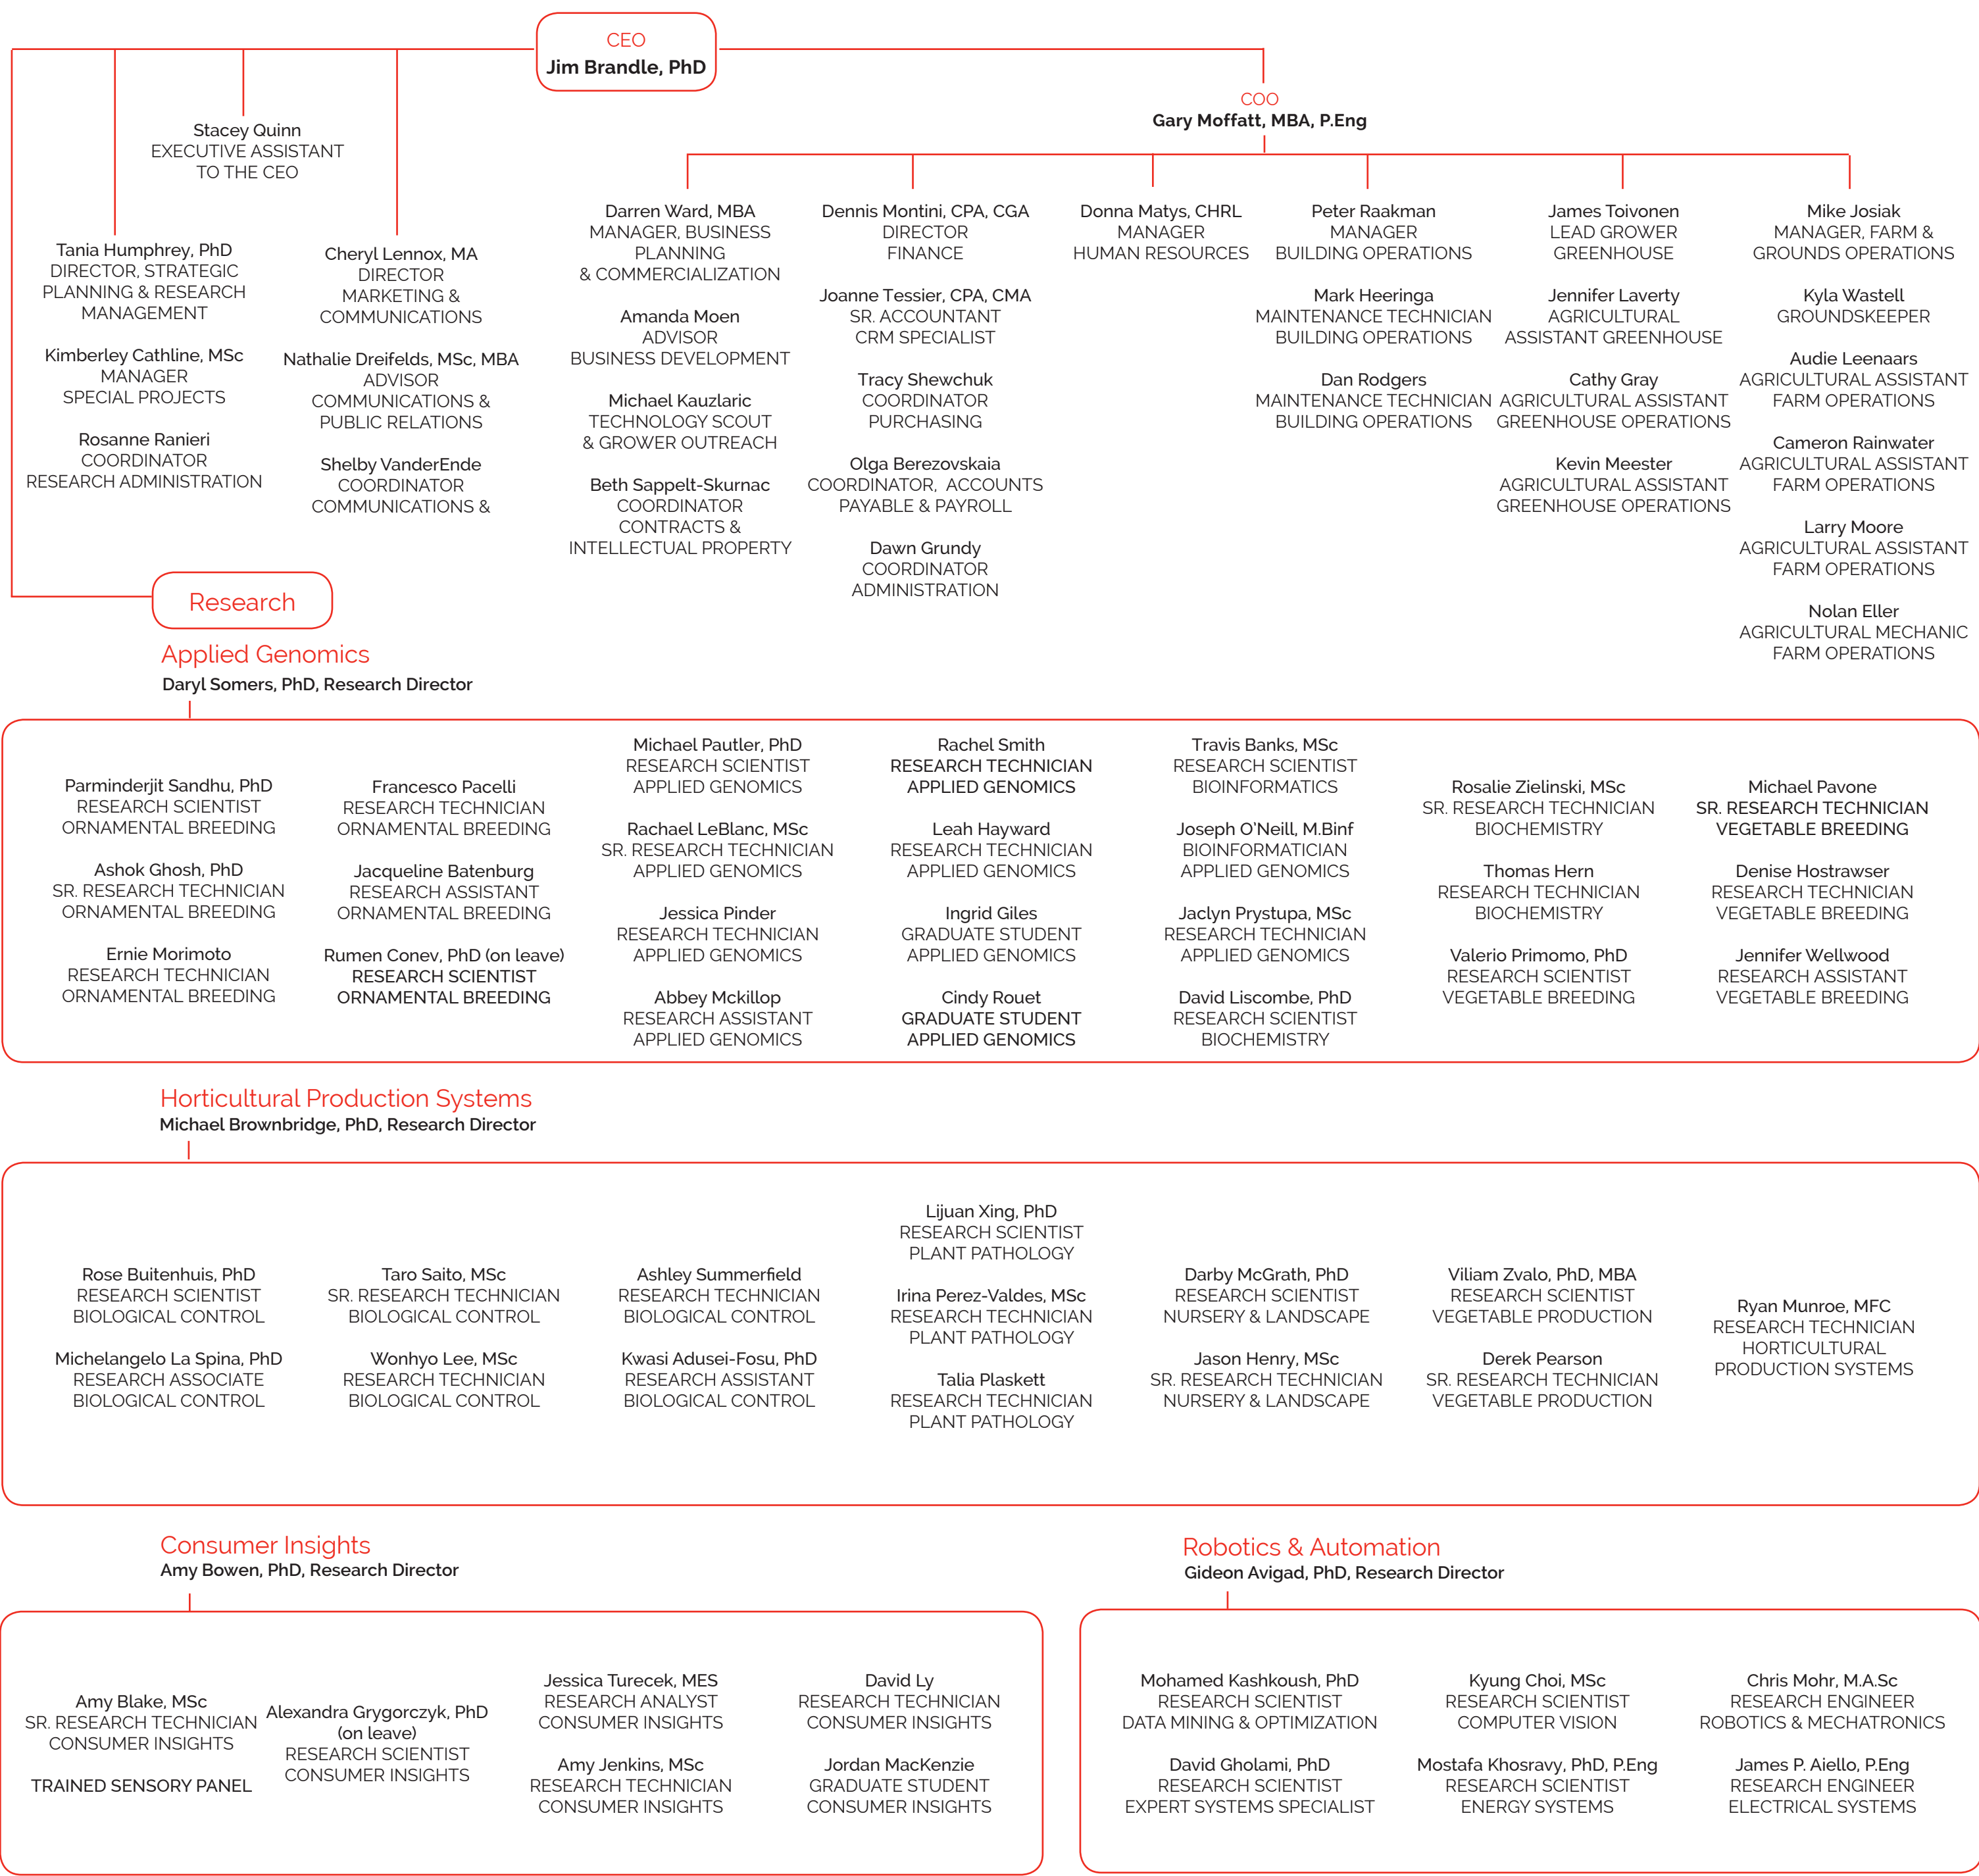 CEO
Jim Brandle, PhD
COO
Gary Moffatt, MBA, P.Eng
Stacey Quinn
EXECUTIVE ASSISTANT
TO THE CEO
Tania Humphrey, PhD
DIRECTOR, STRATEGIC
PLANNING & RESEARCH
MANAGEMENT
Kimberley Cathline, MSc
MANAGER
SPECIAL PROJECTS
Rosanne Ranieri
COORDINATOR
RESEARCH ADMINISTRATION
Cheryl Lennox, MA
DIRECTOR
MARKETING &
COMMUNICATIONS
Nathalie Dreifelds, MSc, MBA
ADVISOR
COMMUNICATIONS &
PUBLIC RELATIONS
Shelby VanderEnde
COORDINATOR
COMMUNICATIONS &
Darren Ward, MBA
MANAGER, BUSINESS
PLANNING
& COMMERCIALIZATION
Amanda Moen
ADVISOR
BUSINESS DEVELOPMENT
Michael Kauzlaric
TECHNOLOGY SCOUT
& GROWER OUTREACH
Beth Sappelt-Skurnac
COORDINATOR
CONTRACTS &
INTELLECTUAL PROPERTY
Dennis Montini, CPA, CGA
DIRECTOR
FINANCE
Joanne Tessier, CPA, CMA
SR. ACCOUNTANT
CRM SPECIALIST
Tracy Shewchuk
COORDINATOR
PURCHASING
Olga Berezovskaia
COORDINATOR, ACCOUNTS
PAYABLE & PAYROLL
Dawn Grundy
COORDINATOR
ADMINISTRATION
Donna Matys, CHRL
MANAGER
HUMAN RESOURCES
Peter Raakman
MANAGER
BUILDING OPERATIONS
Mark Heeringa
MAINTENANCE TECHNICIAN
BUILDING OPERATIONS
Dan Rodgers
MAINTENANCE TECHNICIAN
BUILDING OPERATIONS
James Toivonen
LEAD GROWER
GREENHOUSE
Jennifer Laverty
AGRICULTURAL
ASSISTANT GREENHOUSE
Cathy Gray
AGRICULTURAL ASSISTANT
GREENHOUSE OPERATIONS
Kevin Meester
AGRICULTURAL ASSISTANT
GREENHOUSE OPERATIONS
Mike Josiak
MANAGER, FARM &
GROUNDS OPERATIONS
Kyla Wastell
GROUNDSKEEPER
Audie Leenaars
AGRICULTURAL ASSISTANT
FARM OPERATIONS
Cameron Rainwater
AGRICULTURAL ASSISTANT
FARM OPERATIONS
Larry Moore
AGRICULTURAL ASSISTANT
FARM OPERATIONS
Nolan Eller
AGRICULTURAL MECHANIC
FARM OPERATIONS
Research
Applied Genomics
Daryl Somers, PhD, Research Director
Parminderjit Sandhu, PhD
RESEARCH SCIENTIST
ORNAMENTAL BREEDING
Ashok Ghosh, PhD
SR. RESEARCH TECHNICIAN
ORNAMENTAL BREEDING
Ernie Morimoto
RESEARCH TECHNICIAN
ORNAMENTAL BREEDING
Francesco Pacelli
RESEARCH TECHNICIAN
ORNAMENTAL BREEDING
Jacqueline Batenburg
RESEARCH ASSISTANT
ORNAMENTAL BREEDING
Rumen Conev, PhD (on leave)
RESEARCH SCIENTIST
ORNAMENTAL BREEDING
Michael Pautler, PhD
RESEARCH SCIENTIST
APPLIED GENOMICS
Rachael LeBlanc, MSc
SR. RESEARCH TECHNICIAN
APPLIED GENOMICS
Jessica Pinder
RESEARCH TECHNICIAN
APPLIED GENOMICS
Abbey Mckillop
RESEARCH ASSISTANT
APPLIED GENOMICS
Rachel Smith
RESEARCH TECHNICIAN
APPLIED GENOMICS
Leah Hayward
RESEARCH TECHNICIAN
APPLIED GENOMICS
Ingrid Giles
GRADUATE STUDENT
APPLIED GENOMICS
Cindy Rouet
GRADUATE STUDENT
APPLIED GENOMICS
Travis Banks, MSc
RESEARCH SCIENTIST
BIOINFORMATICS
Joseph O'Neill, M.Binf
BIOINFORMATICIAN
APPLIED GENOMICS
Jaclyn Prystupa, MSc
RESEARCH TECHNICIAN
APPLIED GENOMICS
David Liscombe, PhD
RESEARCH SCIENTIST
BIOCHEMISTRY
Rosalie Zielinski, MSc
SR. RESEARCH TECHNICIAN
BIOCHEMISTRY
Thomas Hern
RESEARCH TECHNICIAN
BIOCHEMISTRY
Valerio Primomo, PhD
RESEARCH SCIENTIST
VEGETABLE BREEDING
Michael Pavone
SR. RESEARCH TECHNICIAN
VEGETABLE BREEDING
Denise Hostrawser
RESEARCH TECHNICIAN
VEGETABLE BREEDING
Jennifer Wellwood
RESEARCH ASSISTANT
VEGETABLE BREEDING
Horticultural Production Systems
Michael Brownbridge, PhD, Research Director
Rose Buitenhuis, PhD
RESEARCH SCIENTIST
BIOLOGICAL CONTROL
Michelangelo La Spina, PhD
RESEARCH ASSOCIATE
BIOLOGICAL CONTROL
Taro Saito, MSc
SR. RESEARCH TECHNICIAN
BIOLOGICAL CONTROL
Wonhyo Lee, MSc
RESEARCH TECHNICIAN
BIOLOGICAL CONTROL
Ashley Summerfield
RESEARCH TECHNICIAN
BIOLOGICAL CONTROL
Kwasi Adusei-Fosu, PhD
RESEARCH ASSISTANT
BIOLOGICAL CONTROL
Lijuan Xing, PhD
RESEARCH SCIENTIST
PLANT PATHOLOGY
Irina Perez-Valdes, MSc
RESEARCH TECHNICIAN
PLANT PATHOLOGY
Talia Plaskett
RESEARCH TECHNICIAN
PLANT PATHOLOGY
Darby McGrath, PhD
RESEARCH SCIENTIST
NURSERY & LANDSCAPE
Jason Henry, MSc
SR. RESEARCH TECHNICIAN
NURSERY & LANDSCAPE
Viliam Zvalo, PhD, MBA
RESEARCH SCIENTIST
VEGETABLE PRODUCTION
Derek Pearson
SR. RESEARCH TECHNICIAN
VEGETABLE PRODUCTION
Ryan Munroe, MFC
RESEARCH TECHNICIAN
HORTICULTURAL
PRODUCTION SYSTEMS
Consumer Insights
Amy Bowen, PhD, Research Director
Amy Blake, MSc
SR. RESEARCH TECHNICIAN
CONSUMER INSIGHTS
TRAINED SENSORY PANEL
Alexandra Grygorczyk, PhD
(on leave)
RESEARCH SCIENTIST
CONSUMER INSIGHTS
Jessica Turecek, MES
RESEARCH ANALYST
CONSUMER INSIGHTS
Amy Jenkins, MSc
RESEARCH TECHNICIAN
CONSUMER INSIGHTS
David Ly
RESEARCH TECHNICIAN
CONSUMER INSIGHTS
Jordan MacKenzie
GRADUATE STUDENT
CONSUMER INSIGHTS
Robotics & Automation
Gideon Avigad, PhD, Research Director
Mohamed Kashkoush, PhD
RESEARCH SCIENTIST
DATA MINING & OPTIMIZATION
David Gholami, PhD
RESEARCH SCIENTIST
EXPERT SYSTEMS SPECIALIST
Kyung Choi, MSc
RESEARCH SCIENTIST
COMPUTER VISION
Mostafa Khosravy, PhD, P.Eng
RESEARCH SCIENTIST
ENERGY SYSTEMS
Chris Mohr, M.A.Sc
RESEARCH ENGINEER
ROBOTICS & MECHATRONICS
James P. Aiello, P.Eng
RESEARCH ENGINEER
ELECTRICAL SYSTEMS